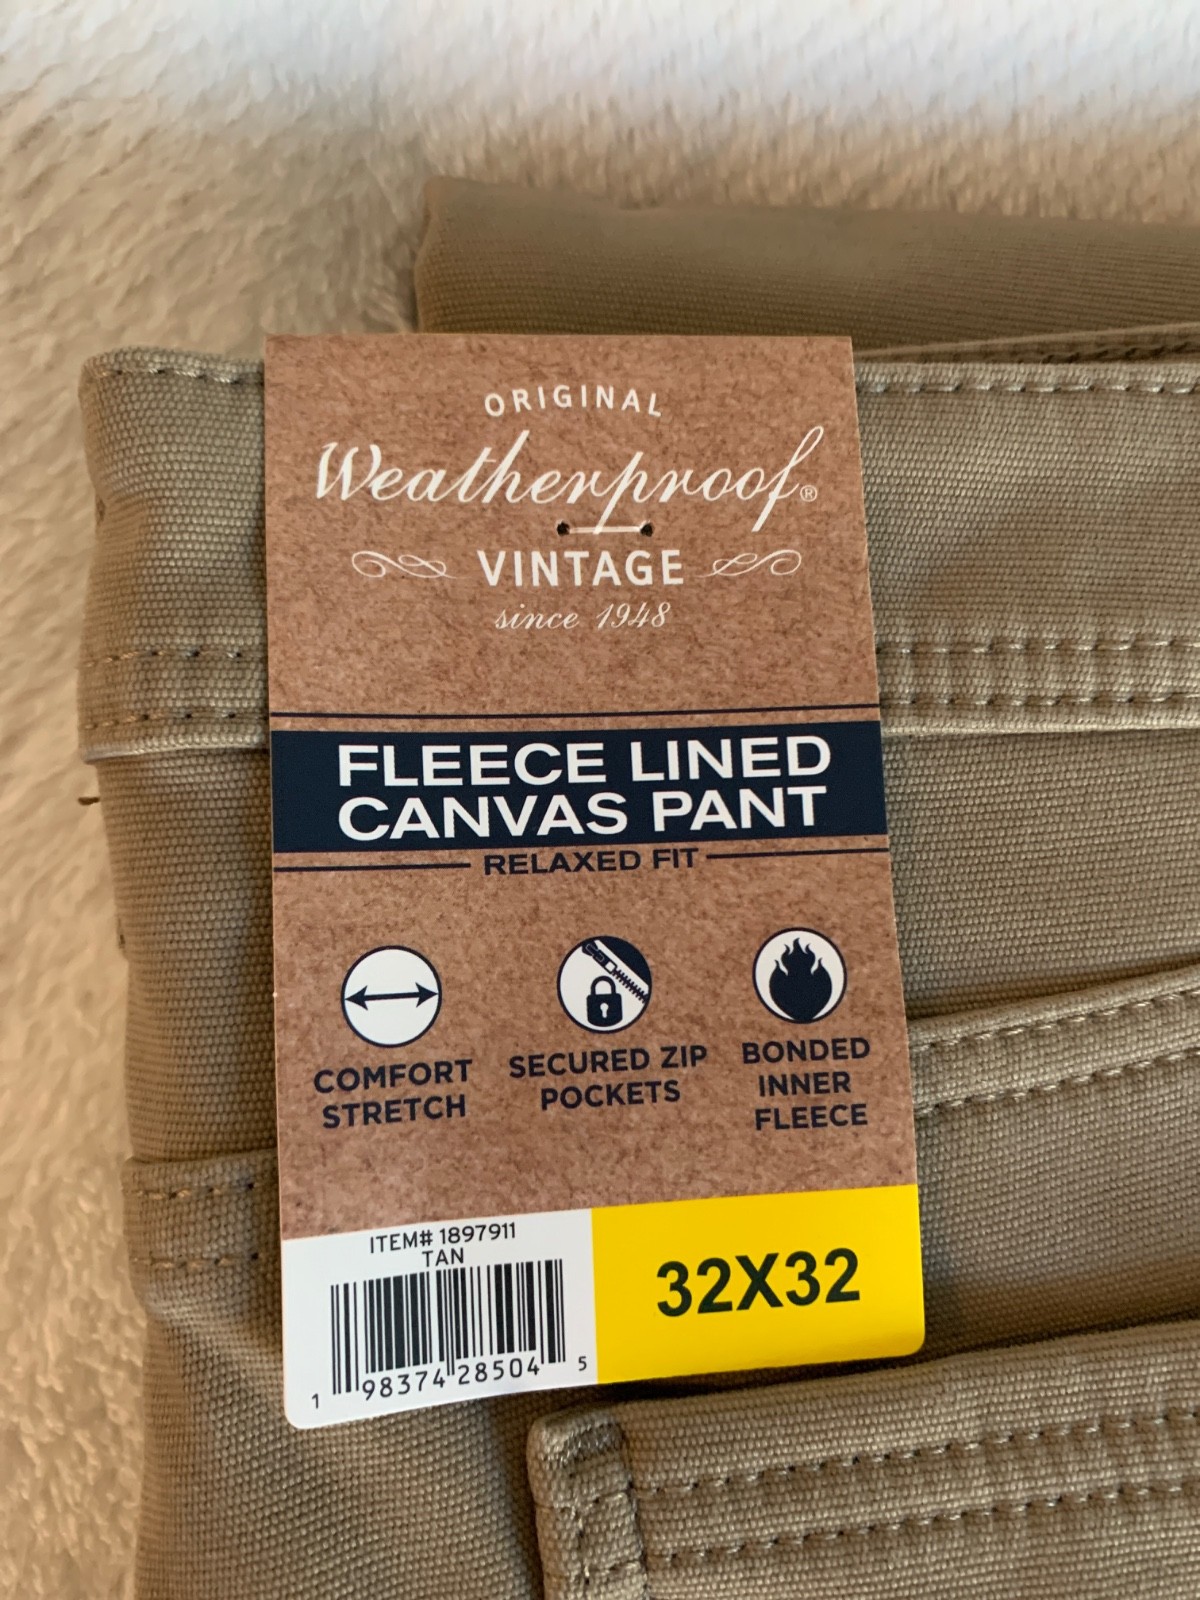 ORIGINAL
Weatherproof®
VINTAGE
since 1948
FLEECE LINED
CANVAS PANT
RELAXED FIT
COMFORT
STRETCH
SECURED ZIP
POCKETS
BONDED
INNER
FLEECE
ITEM# 1897911
TAN
1 98374 28504 5
32X32